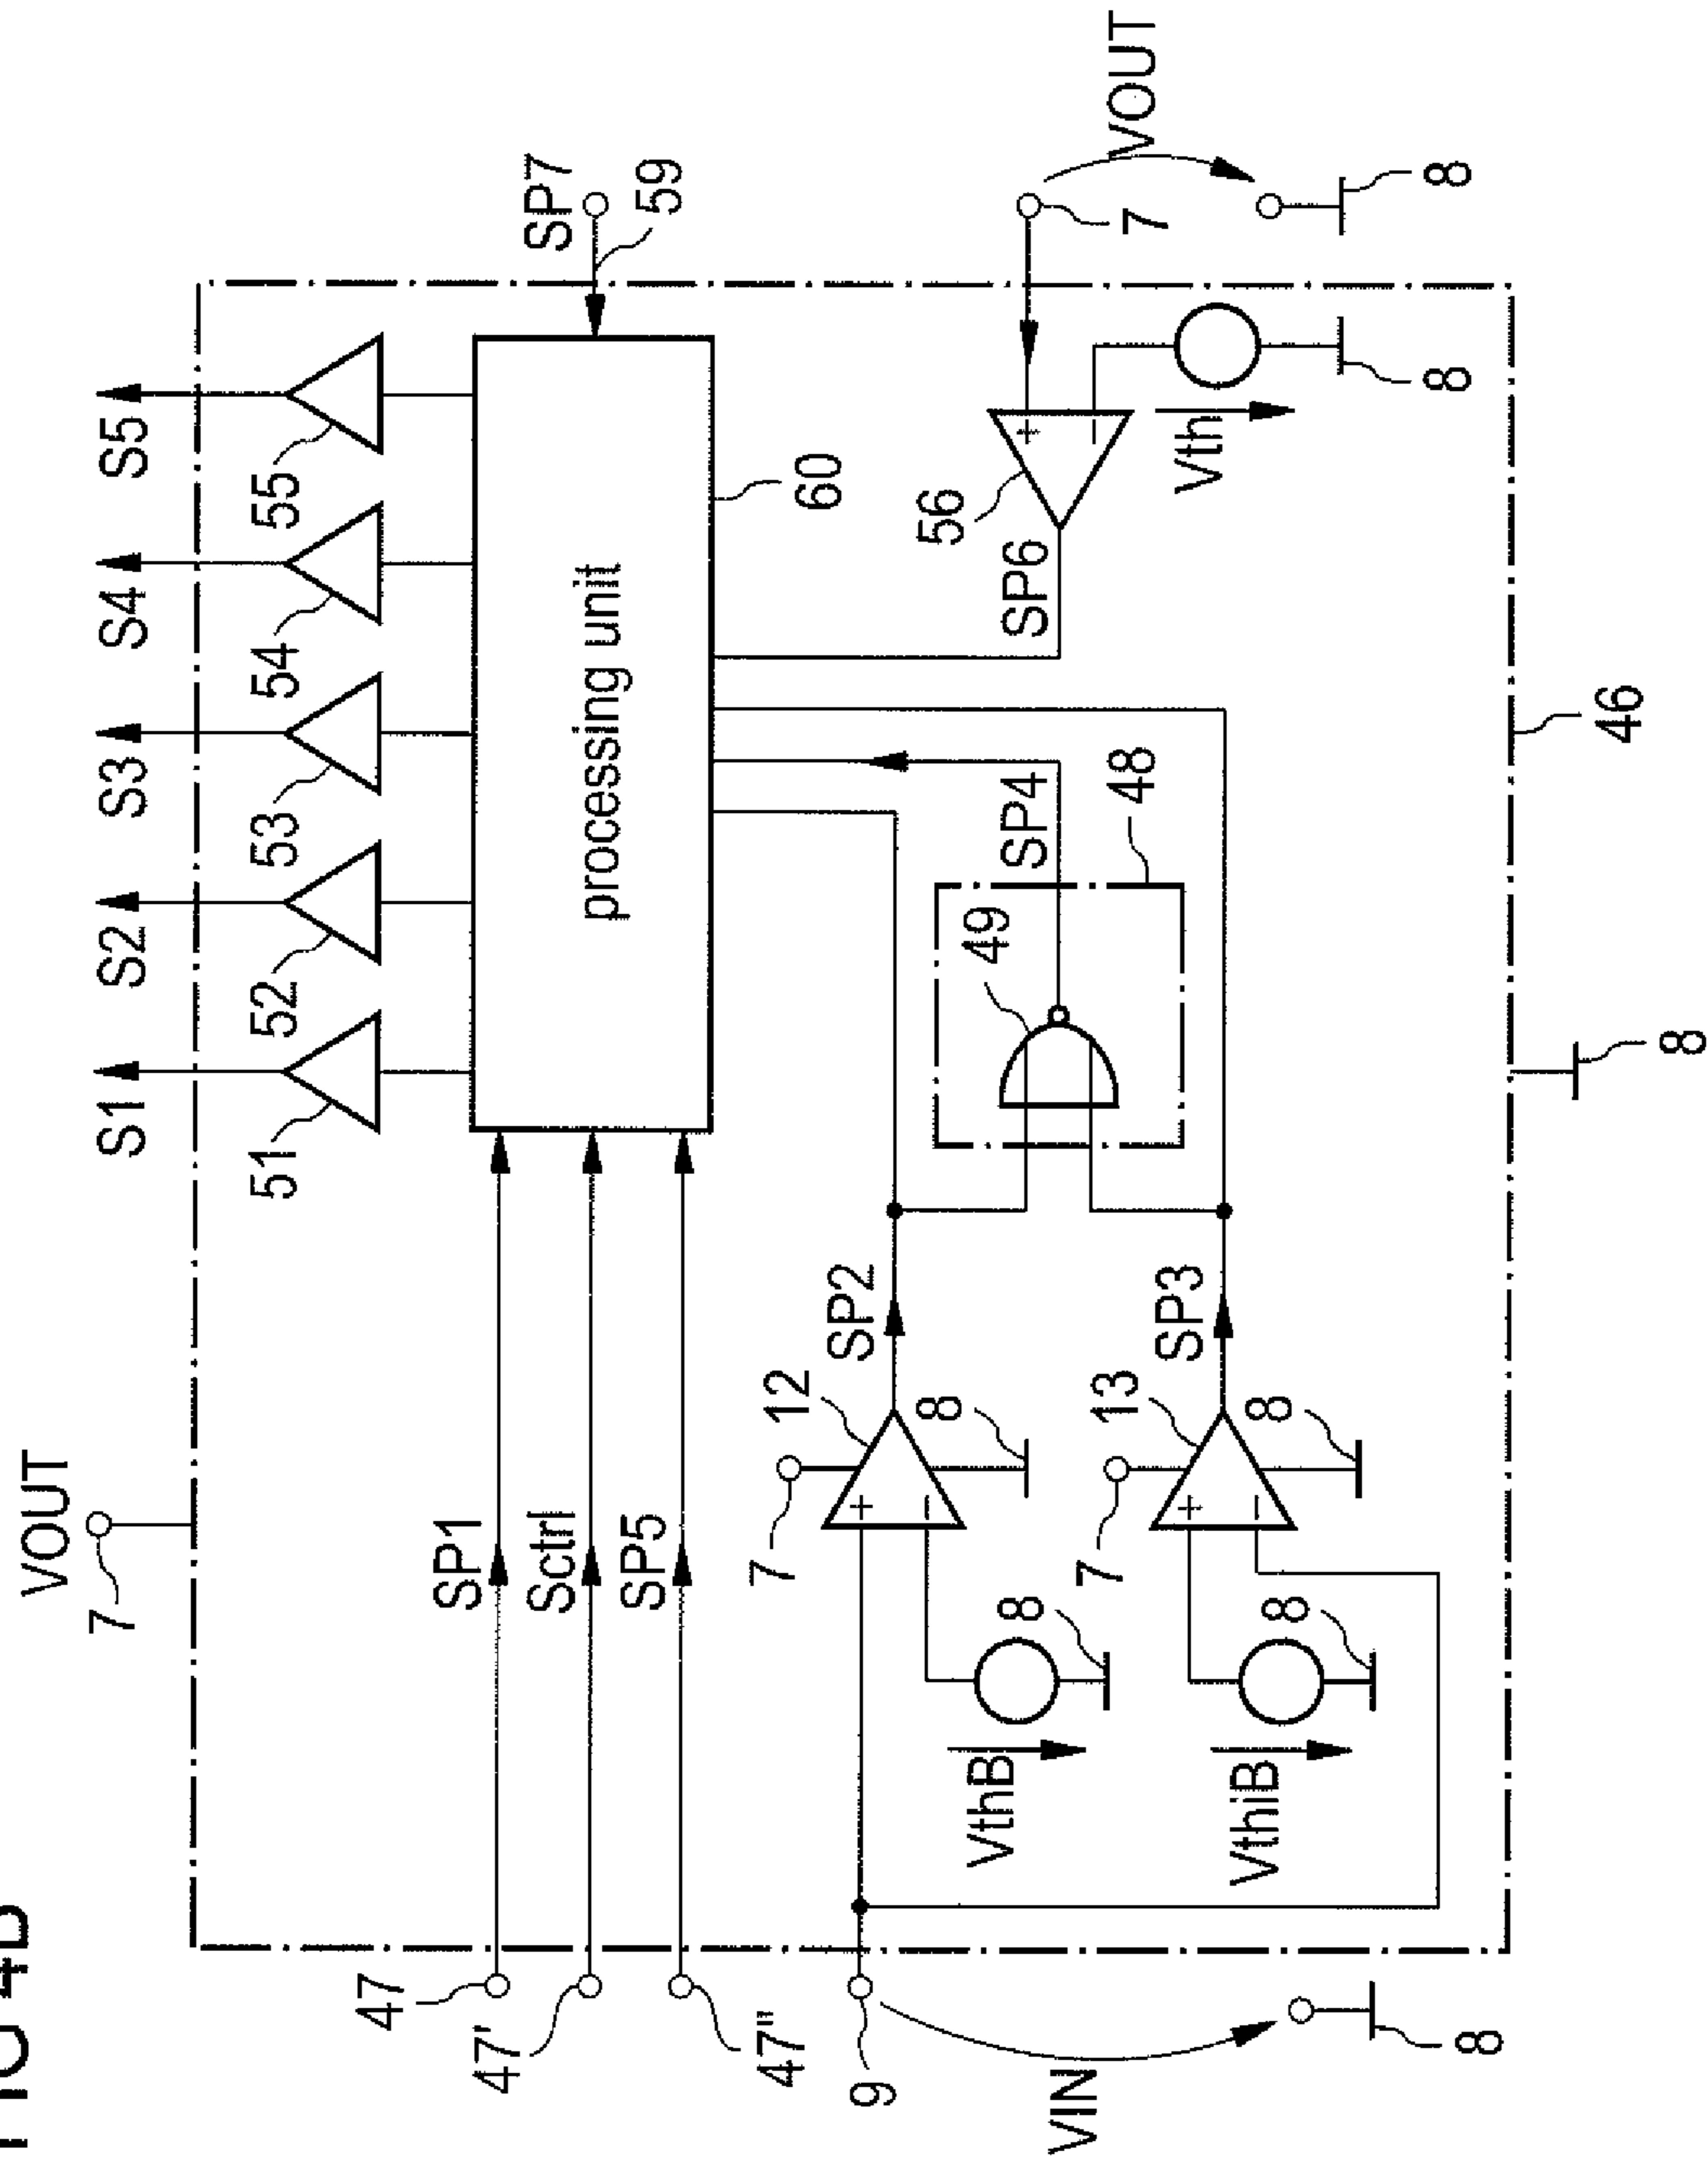 FIG 4B
VOUT
7
S1
S2
S3
S4
S5
51
52
53
54
55
47
SP1
47'
Sctrl
47"
SP5
processing unit
60
SP7
59
9
VIN
8
7
12
SP2
8
VthB
8
7
13
SP3
8
VthiB
8
49
SP4
48
SP6
56
Vth
8
7
VOUT
8
46
8